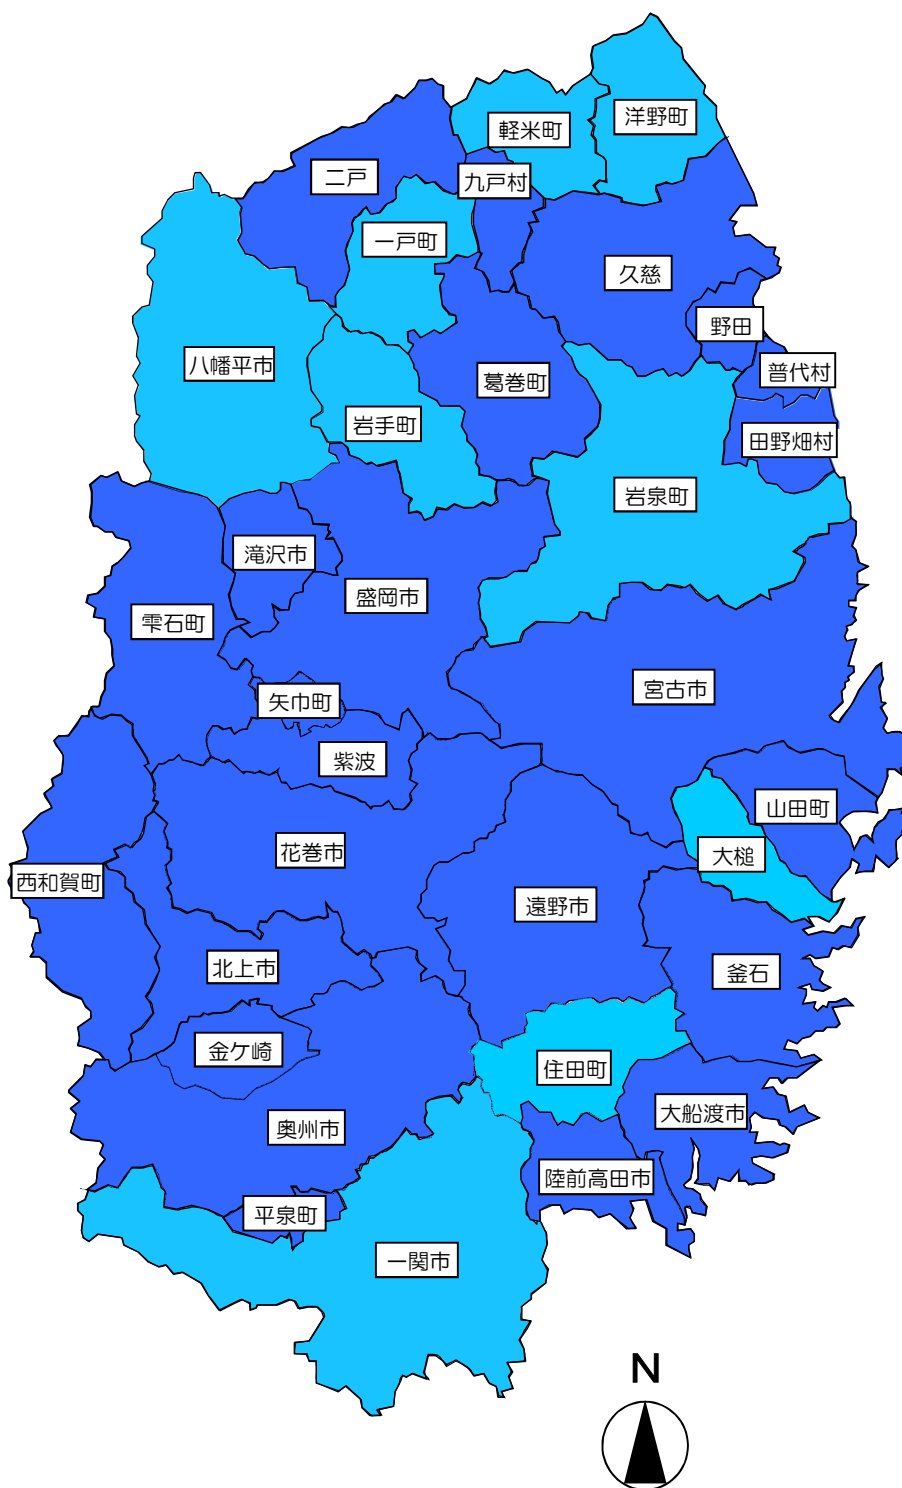 洋野町
軽米町
二戸
九戸村
一戸町
久慈
野田
八幡平市
普代村
葛巻町
岩手町
田野畑村
岩泉町
滝沢市
盛岡市
雫石町
宮古市
矢巾町
紫波
山田町
花巻市
大槌
西和賀町
遠野市
北上市
釜石
金ケ崎
住田町
大船渡市
奥州市
陸前高田市
平泉町
一関市
N